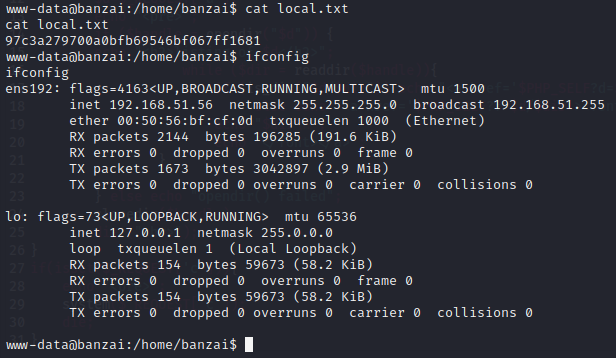 www-data@banzai:/home/banzai$ cat local.txt
cat local.txt
97c3a279700a0bfb69546bf067ff1681
www-data@banzai:/home/banzai$ ifconfig
ifconfig
ens192: flags=4163<UP,BROADCAST,RUNNING,MULTICAST>  mtu 1500
        inet 192.168.51.56  netmask 255.255.255.0  broadcast 192.168.51.255
        ether 00:50:56:bf:cf:0d  txqueuelen 1000  (Ethernet)
        RX packets 2144  bytes 196285 (191.6 KiB)
        RX errors 0  dropped 0  overruns 0  frame 0
        TX packets 1673  bytes 3042897 (2.9 MiB)
        TX errors 0  dropped 0 overruns 0  carrier 0  collisions 0

lo: flags=73<UP,LOOPBACK,RUNNING>  mtu 65536
        inet 127.0.0.1  netmask 255.0.0.0
        loop  txqueuelen 1  (Local Loopback)
        RX packets 154  bytes 59673 (58.2 KiB)
        RX errors 0  dropped 0  overruns 0  frame 0
        TX packets 154  bytes 59673 (58.2 KiB)
        TX errors 0  dropped 0 overruns 0  carrier 0  collisions 0

www-data@banzai:/home/banzai$